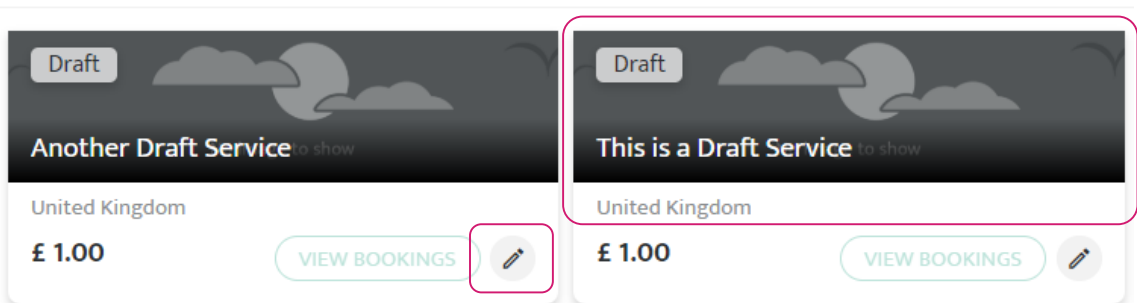 Draft
Another Draft Service to show
United Kingdom
£ 1.00 VIEW BOOKINGS
Draft
This is a Draft Service to show
United Kingdom
£ 1.00 VIEW BOOKINGS